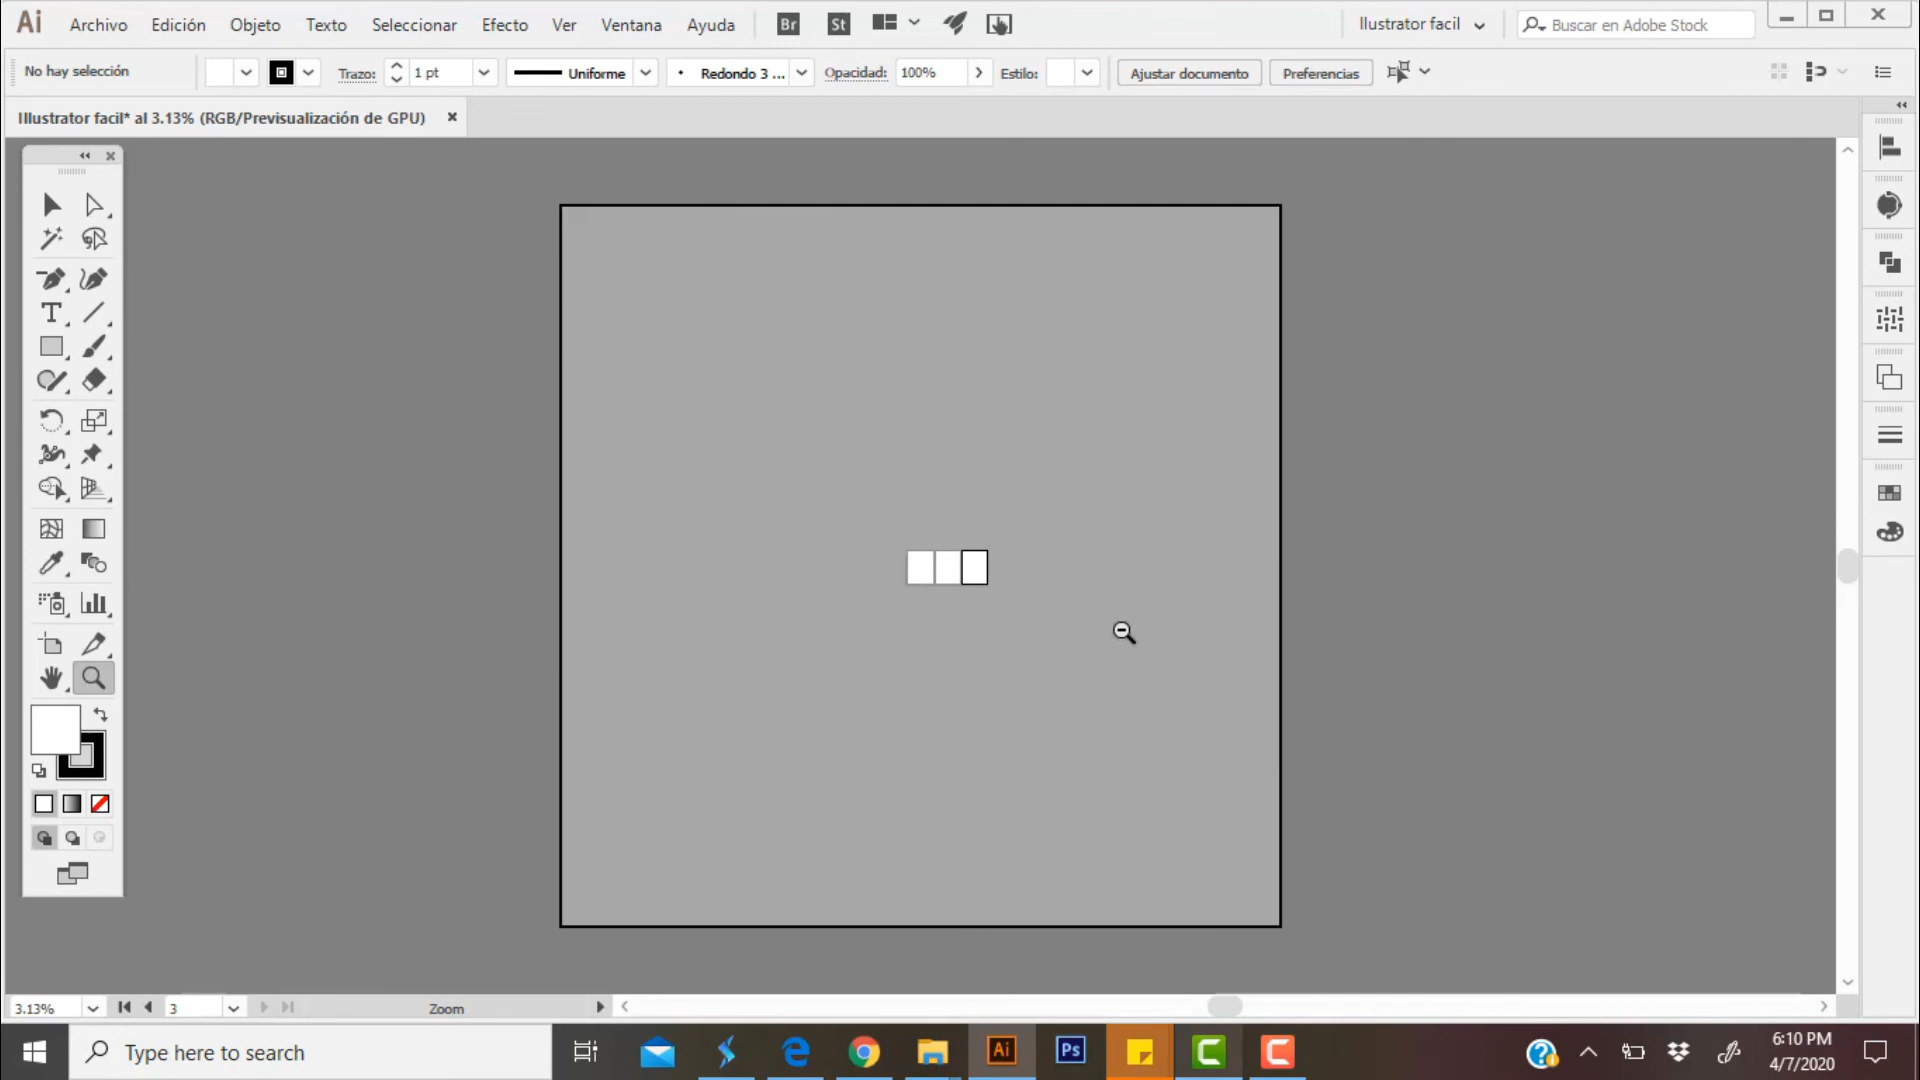 Ai Archivo Edición Objeto Texto Seleccionar Efecto Ver Ventana Ayuda Br St Ilustrator facil Buscar en Adobe Stock
No hay selección Trazo: 1 pt Uniforme Redondo 3 ... Opacidad: 100% Estilo: Ajustar documento Preferencias
Illustrator facil* al 3.13% (RGB/Previsualización de GPU)
T
3.13% 3 Zoom
Type here to search Ai Ps 6:10 PM
4/7/2020